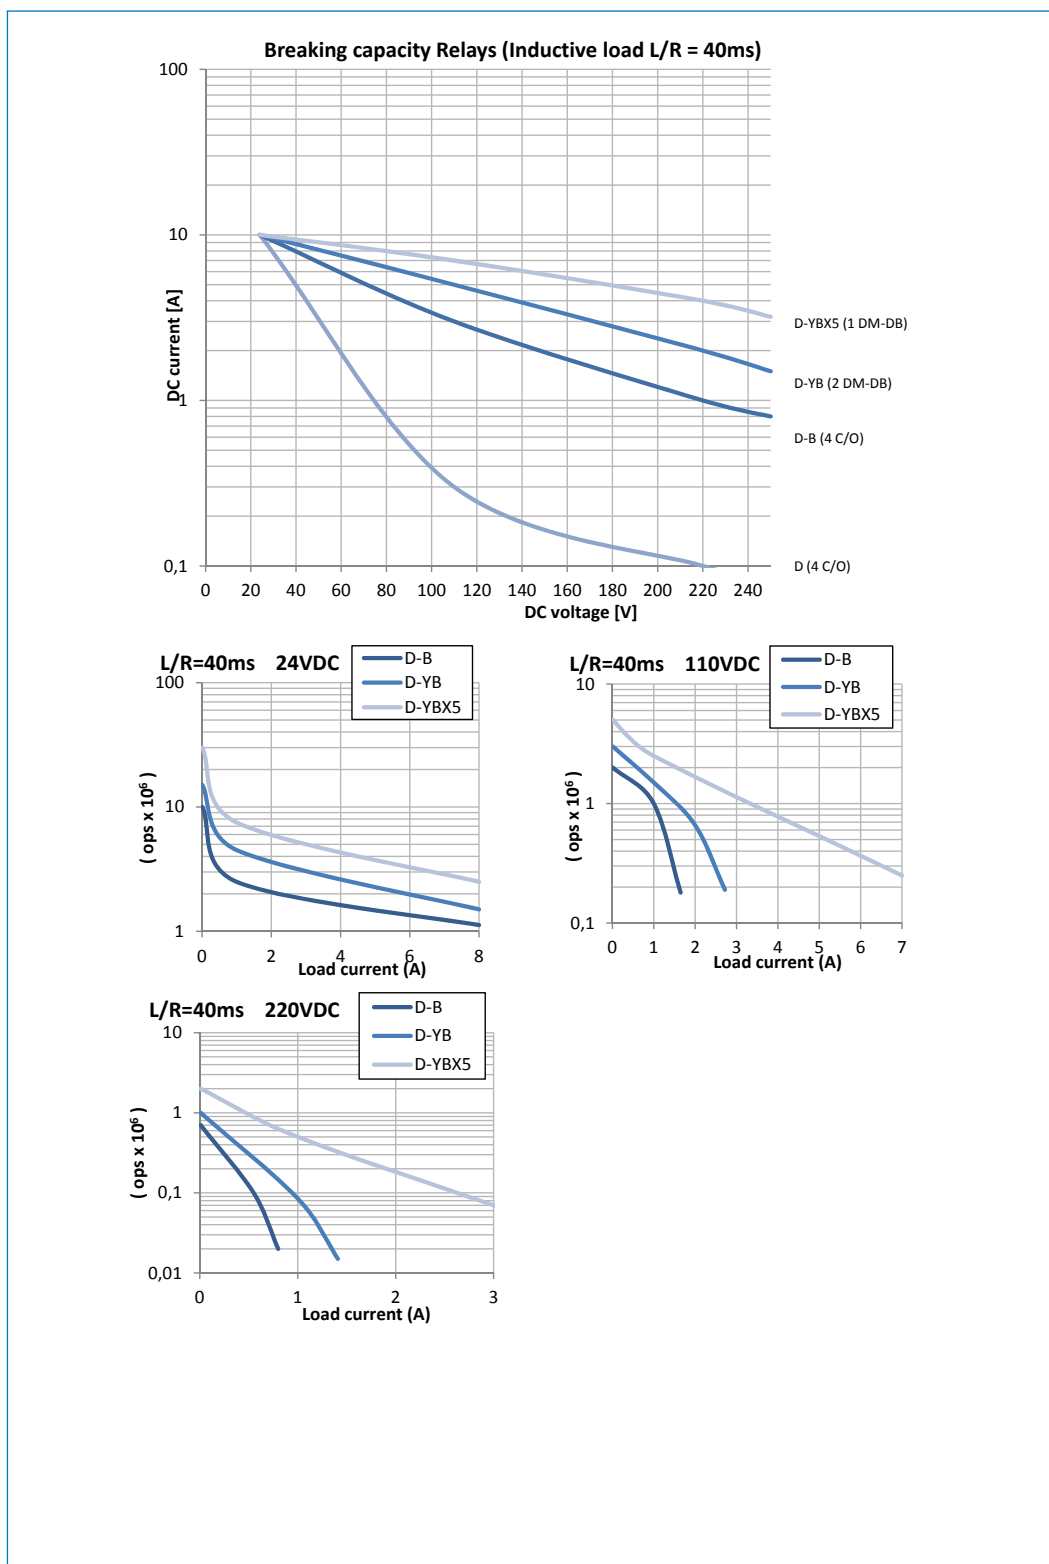 Breaking capacity Relays (Inductive load L/R = 40ms)
100
10
1
0,1
DC current [A]
0 20 40 60 80 100 120 140 160 180 200 220 240
DC voltage [V]
D-YBX5 (1 DM-DB)
D-YB (2 DM-DB)
D-B (4 C/O)
D (4 C/O)
L/R=40ms 24VDC
D-B
D-YB
D-YBX5
100
10
1
( ops x 10⁶ )
0 2 4 6 8
Load current (A)
L/R=40ms 110VDC
D-B
D-YB
D-YBX5
10
1
0,1
( ops x 10⁶ )
0 1 2 3 4 5 6 7
Load current (A)
L/R=40ms 220VDC
D-B
D-YB
D-YBX5
10
1
0,1
0,01
( ops x 10⁶ )
0 1 2 3
Load current (A)